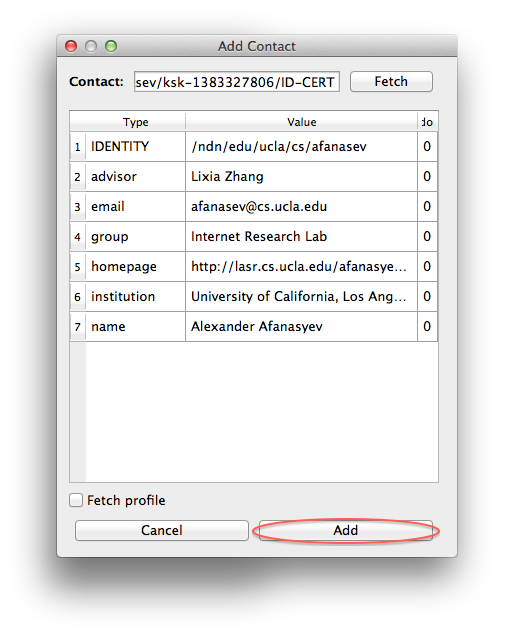 Add Contact
Contact: sev/ksk-1383327806/ID-CERT Fetch
Type Value do
1 IDENTITY /ndn/edu/ucla/cs/afanasev 0
2 advisor Lixia Zhang 0
3 email afanasev@cs.ucla.edu 0
4 group Internet Research Lab 0
5 homepage http://lasr.cs.ucla.edu/afanasye... 0
6 institution University of California, Los Ang... 0
7 name Alexander Afanasyev 0
Fetch profile
Cancel Add